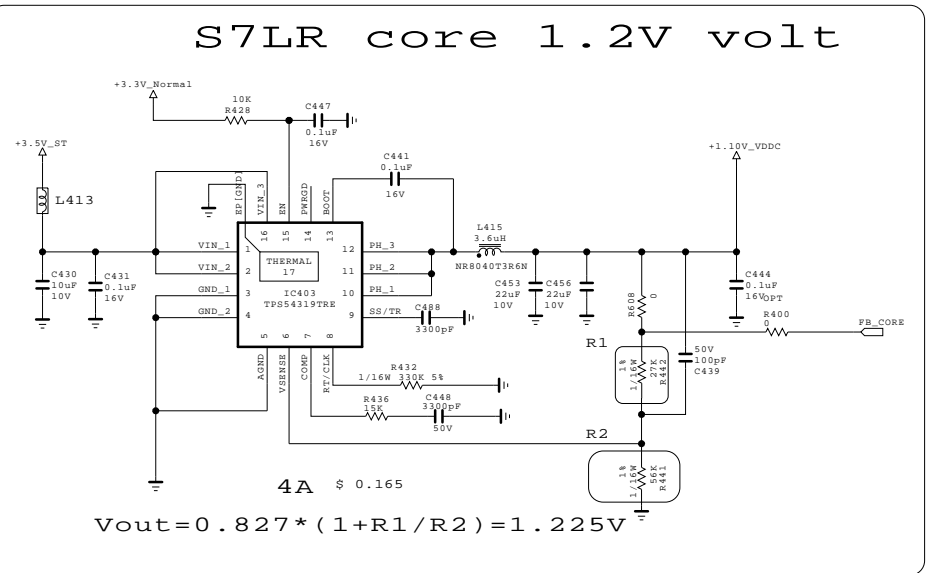 S7LR core 1.2V volt
+3.3V_Normal
10K
R428
C447
0.1uF
16V
+3.5V_ST
L413
C441
0.1uF
16V
+1.10V_VDDC
EP[GND]
VIN_3
EN
PWRGD
BOOT
16
15
14
13
L415
3.6uH
NR8040T3R6N
VIN_1
1
12
PH_3
VIN_2
2
THERMAL
17
11
PH_2
GND_1
3
IC403
TPS54319TRE
10
PH_1
GND_2
4
9
SS/TR
5
6
7
8
AGND
VSENSE
COMP
RT/CLK
C430
10uF
10V
C431
0.1uF
16V
C488
3300pF
C453
22uF
10V
C456
22uF
10V
R608
0
C444
0.1uF
16V
OPT
R400
0
FB_CORE
R1
1%
1/16W
27K
R442
50V
100pF
C439
R432
1/16W 330K 5%
R436
15K
C448
3300pF
50V
R2
1%
1/16W
56K
R441
4A $ 0.165
Vout=0.827*(1+R1/R2)=1.225V